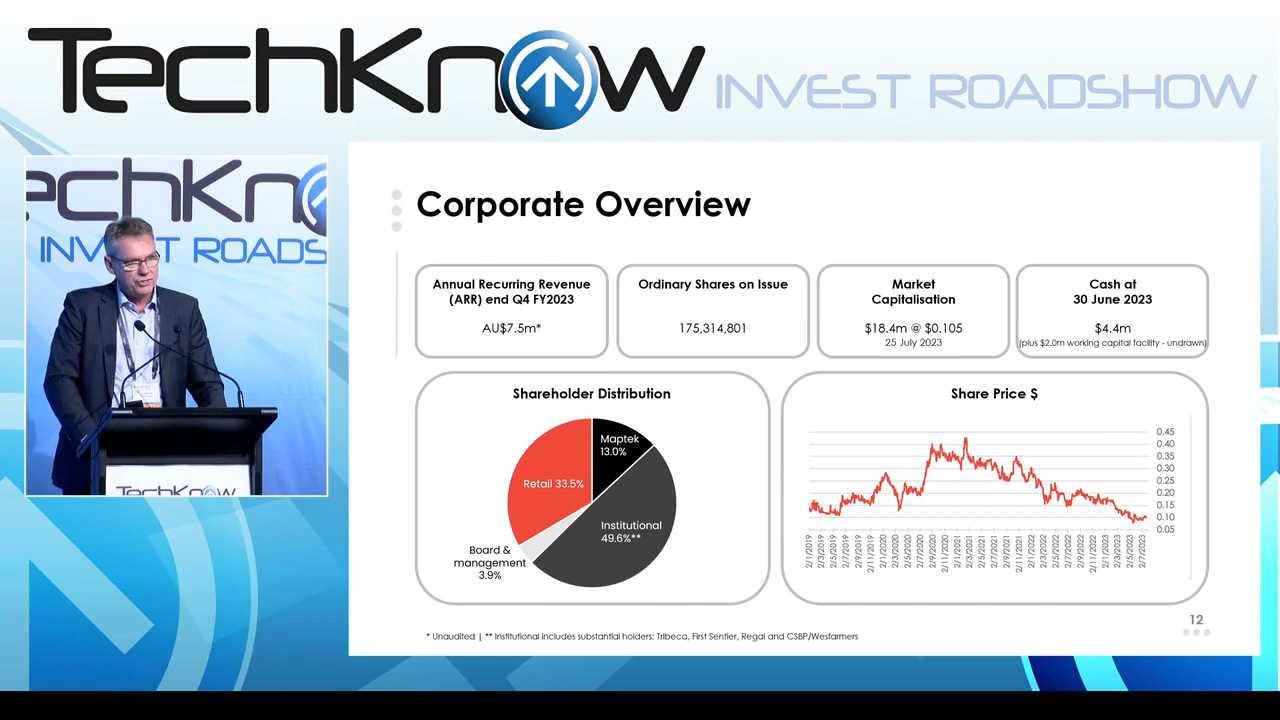 TechKnow INVEST ROADSHOW
echKn
INV T ROADS
TechKnow
Corporate Overview
Annual Recurring Revenue
(ARR) end Q4 FY2023
AU$7.5m*
Ordinary Shares on Issue
175,314,801
Market
Capitalisation
$18.4m @ $0.105
25 July 2023
Cash at
30 June 2023
$4.4m
(plus $2.0m working capital facility - undrawn)
Shareholder Distribution
Maptek
13.0%
Retail 33.5%
Institutional
49.6%**
Board &
management
3.9%
Share Price $
0.45
0.40
0.35
0.30
0.25
0.20
0.15
0.10
0.05
2/1/2019
2/3/2019
2/5/2019
2/7/2019
2/9/2019
2/11/2019
2/1/2020
2/3/2020
2/5/2020
2/7/2020
2/9/2020
2/11/2020
2/1/2021
2/3/2021
2/5/2021
2/7/2021
2/9/2021
2/11/2021
2/1/2022
2/3/2022
2/5/2022
2/7/2022
2/9/2022
2/11/2022
2/1/2023
2/3/2023
2/5/2023
2/7/2023
* Unaudited | ** Institutional includes substantial holders: Tribeca, First Sentier, Regal and CSBP/Wesfarmers
12